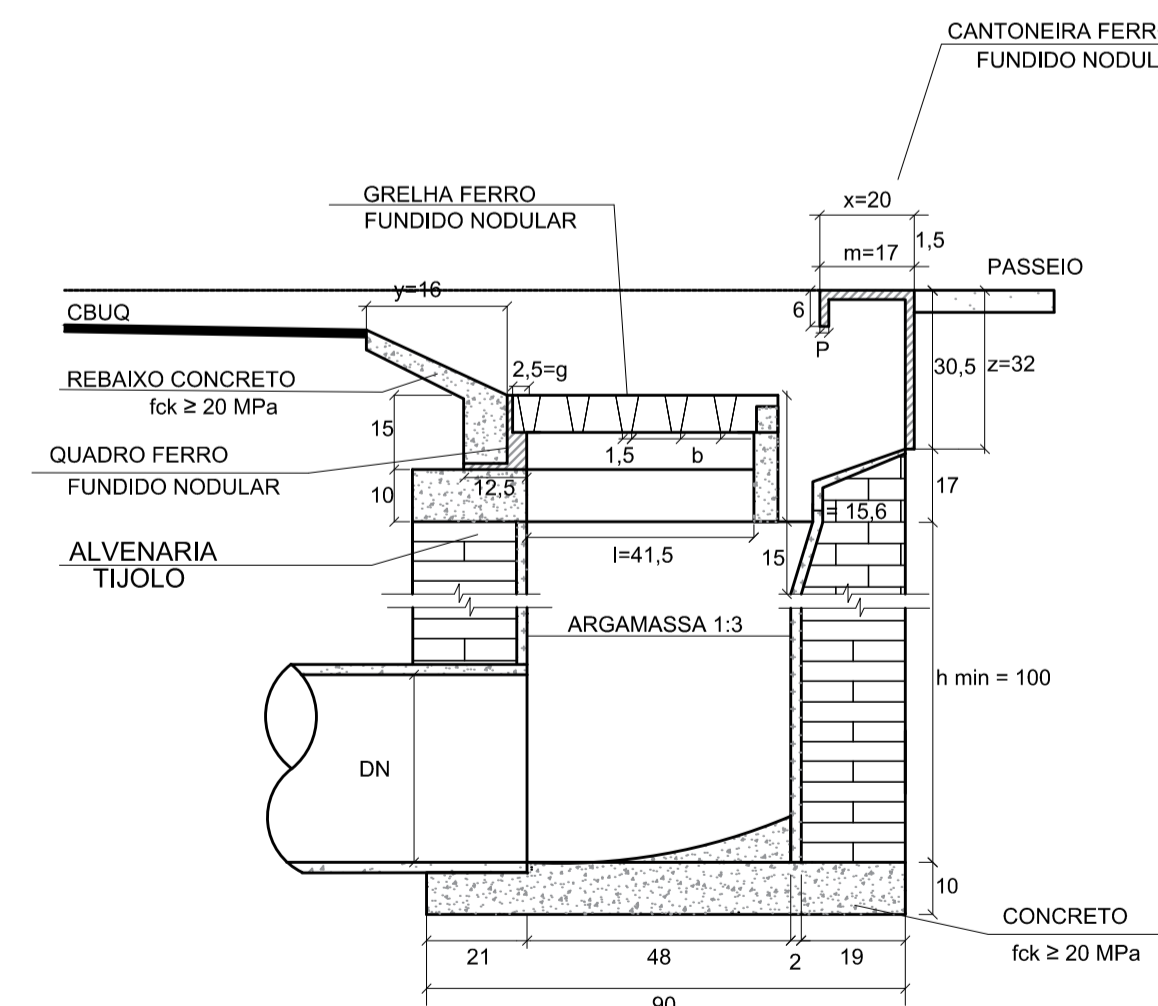 CANTONEIRA FERR
FUNDIDO NODUL
GRELHA FERRO
FUNDIDO NODULAR
x=20
m=17
1,5
PASSEIO
y=16
CBUQ
6
P
30,5
z=32
REBAIXO CONCRETO
fck ≥ 20 MPa
2,5=g
15
1,5
b
QUADRO FERRO
FUNDIDO NODULAR
10
12,5
17
= 15,6
ALVENARIA
TIJOLO
l=41,5
15
ARGAMASSA 1:3
h min = 100
DN
10
CONCRETO
fck ≥ 20 MPa
21
48
2
19
90